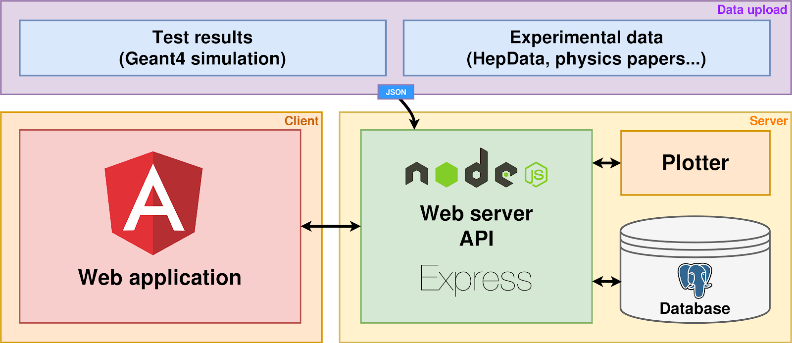 Data upload
Test results
(Geant4 simulation)
Experimental data
(HepData, physics papers...)
JSON
Client
Server
A
Web application
node
JS
Web server
API
Express
Plotter
Database